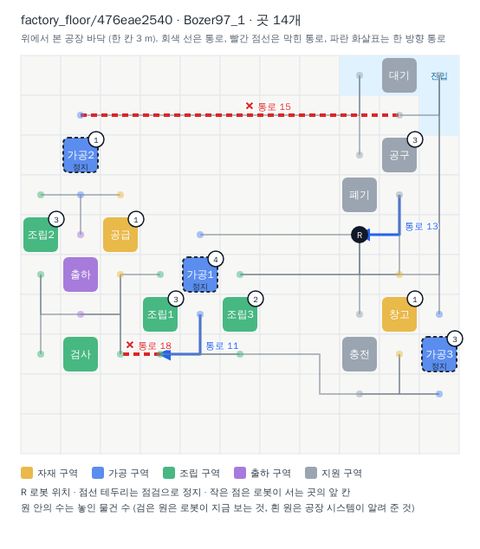 factory_floor/476eae2540 · Bozer97_1 · 곳 14개
위에서 본 공장 바닥 (한 칸 3 m). 회색 선은 통로, 빨간 점선은 막힌 통로, 파란 화살표는 한 방향 통로
대기
전립
× 통로 15
1
가공2
정지
3
공구
폐기
3
조립2
1
공급
통로 13
R
출하
4
가공1
정지
3
조립1
2
조립3
1
창고
× 통로 18
통로 11
검사
충전
3
가공3
정지
자재 구역
가공 구역
조립 구역
출하 구역
지원 구역
R 로봇 위치 · 점선 테두리는 점검으로 정지 · 작은 점은 로봇이 서는 곳의 앞 칸
원 안의 수는 놓인 물건 수 (검은 원은 로봇이 지금 보는 것, 흰 원은 공장 시스템이 알려 준 것)